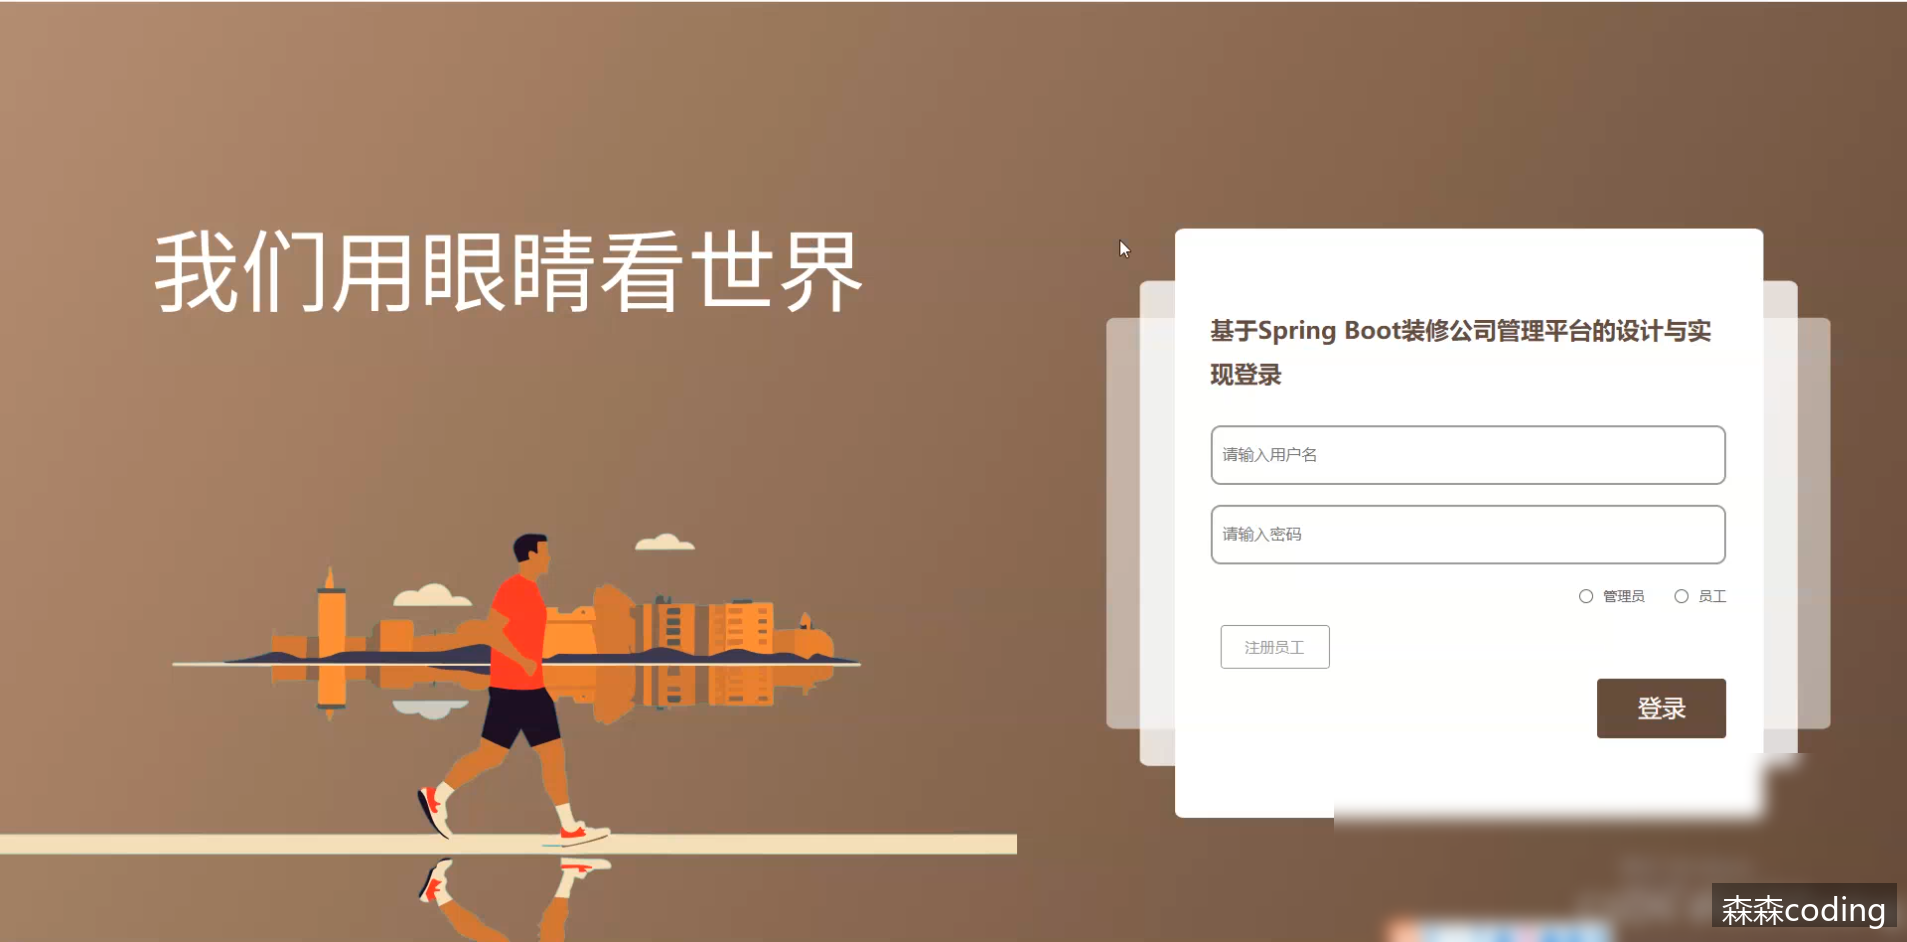 我们用眼睛看世界
基于Spring Boot装修公司管理平台的设计与实
现登录
请输入用户名
请输入密码
管理员 员工
注册员工
登录
森森coding